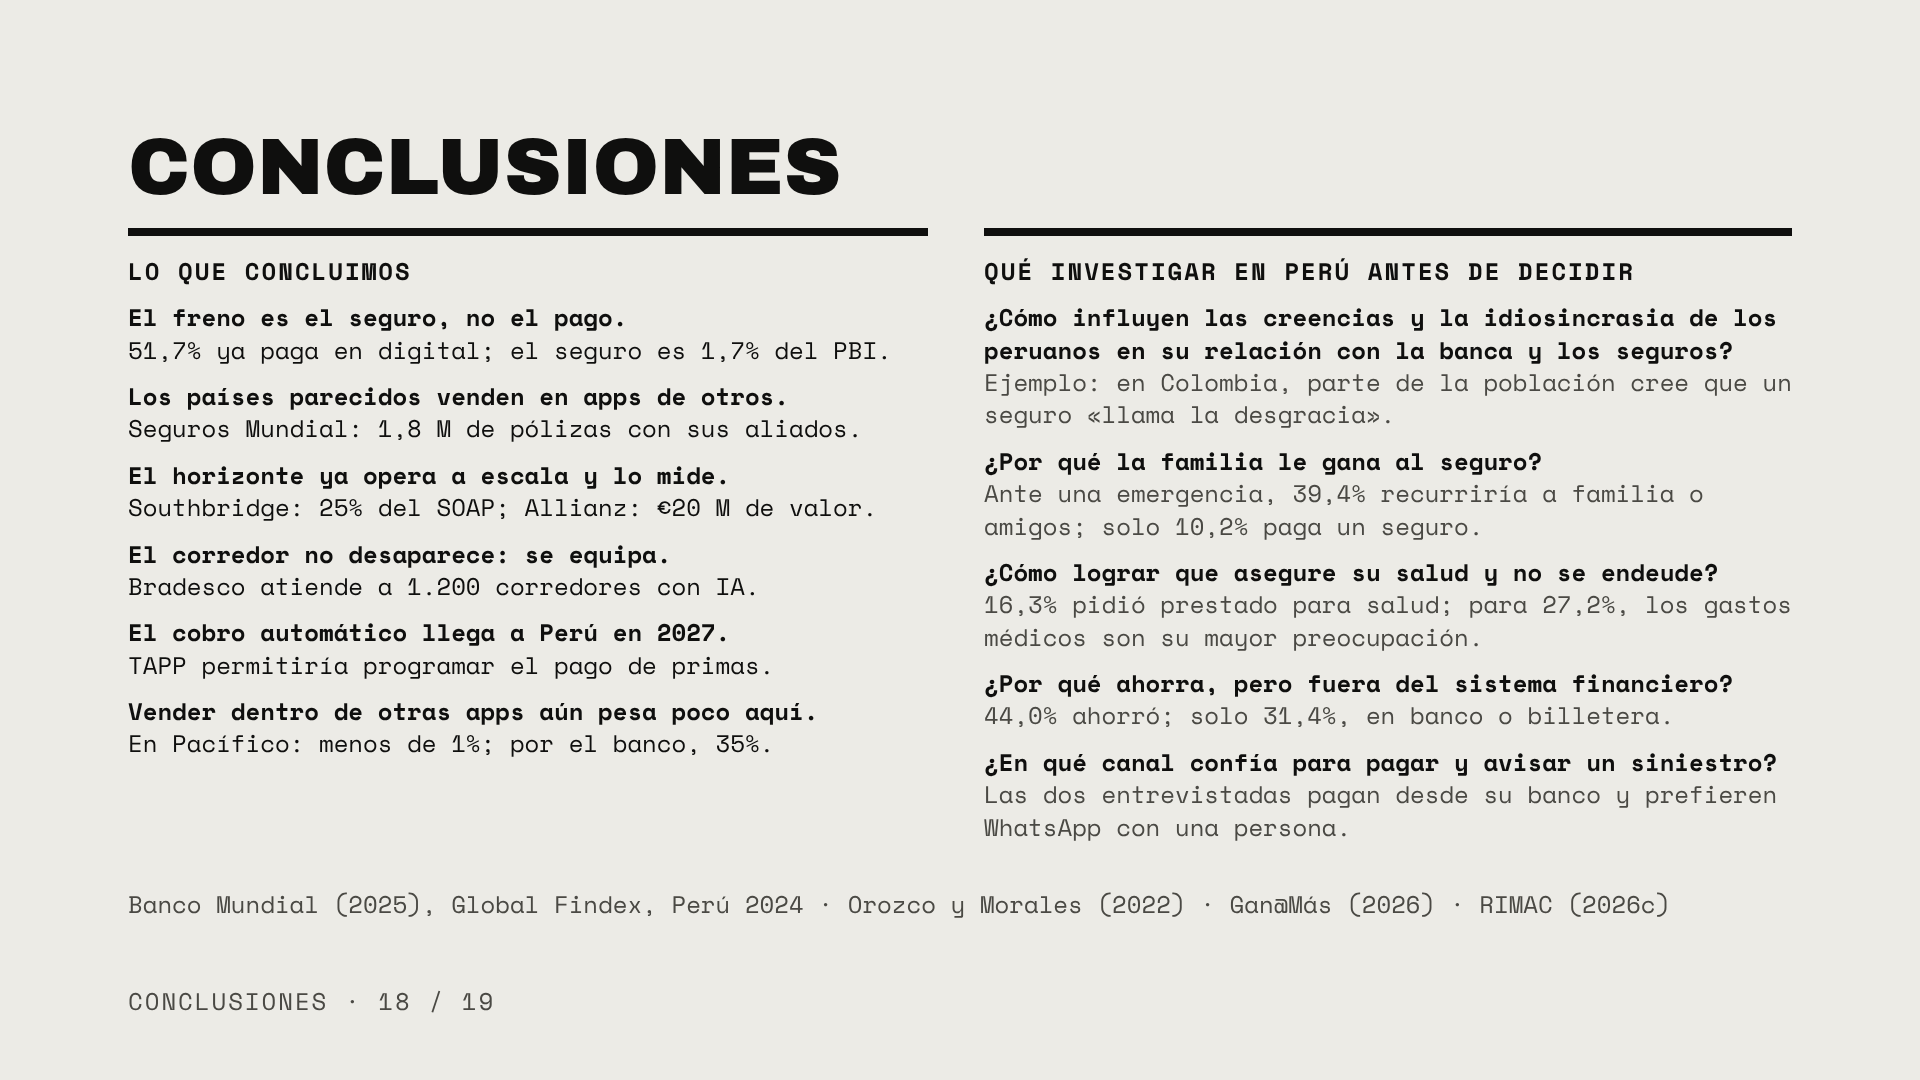 CONCLUSIONES
LO QUE CONCLUIMOS
El freno es el seguro, no el pago.
51,7% ya paga en digital; el seguro es 1,7% del PBI.
Los países parecidos venden en apps de otros.
Seguros Mundial: 1,8 M de pólizas con sus aliados.
El horizonte ya opera a escala y lo mide.
Southbridge: 25% del SOAP; Allianz: €20 M de valor.
El corredor no desaparece: se equipa.
Bradesco atiende a 1.200 corredores con IA.
El cobro automático llega a Perú en 2027.
TAPP permitiría programar el pago de primas.
Vender dentro de otras apps aún pesa poco aquí.
En Pacífico: menos de 1%; por el banco, 35%.
QUÉ INVESTIGAR EN PERÚ ANTES DE DECIDIR
¿Cómo influyen las creencias y la idiosincrasia de los
peruanos en su relación con la banca y los seguros?
Ejemplo: en Colombia, parte de la población cree que un
seguro «llama la desgracia».
¿Por qué la familia le gana al seguro?
Ante una emergencia, 39,4% recurriría a familia o
amigos; solo 10,2% paga un seguro.
¿Cómo lograr que asegure su salud y no se endeude?
16,3% pidió prestado para salud; para 27,2%, los gastos
médicos son su mayor preocupación.
¿Por qué ahorra, pero fuera del sistema financiero?
44,0% ahorró; solo 31,4%, en banco o billetera.
¿En qué canal confía para pagar y avisar un siniestro?
Las dos entrevistadas pagan desde su banco y prefieren
WhatsApp con una persona.
Banco Mundial (2025), Global Findex, Perú 2024 · Orozco y Morales (2022) · Gan@Más (2026) · RIMAC (2026c)
CONCLUSIONES · 18 / 19